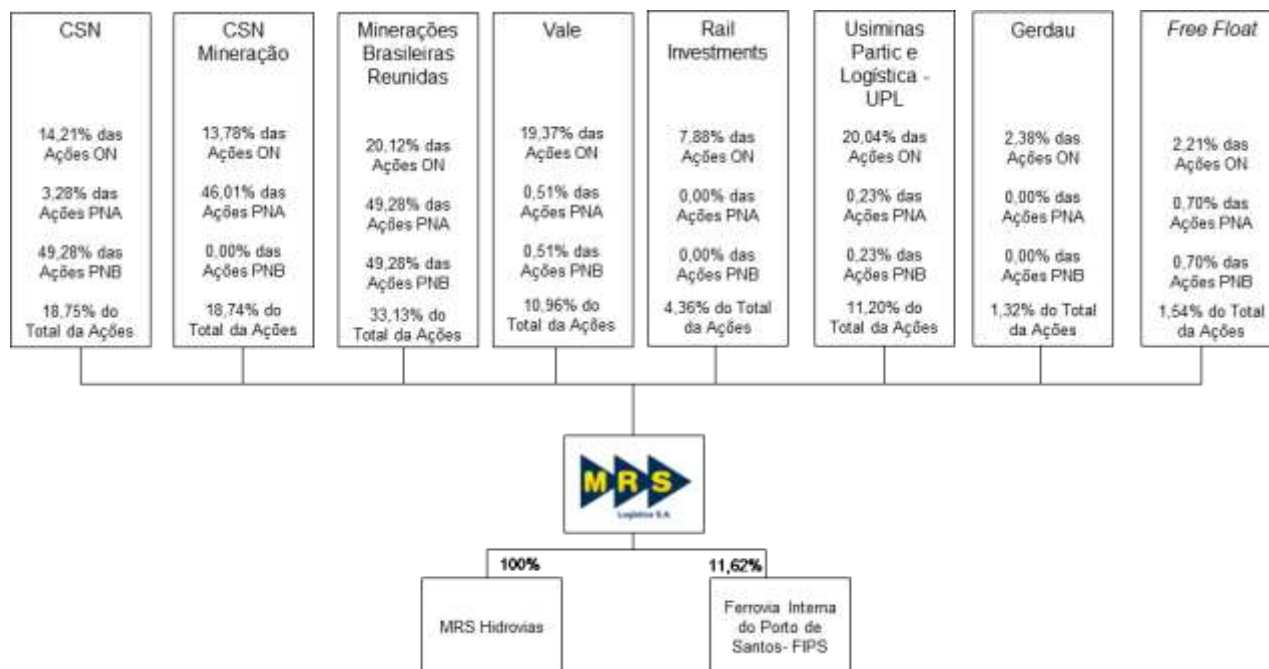 CSN
14,21% das
Ações ON
3,28% das
Ações PNA
49,28% das
Ações PNB
18,75% do
Total da Ações
CSN
Mineração
13,78% das
Ações ON
46,01% das
Ações PNA
0,00% das
Ações PNB
18,74% do
Total da Ações
Minerações
Brasileiras
Reunidas
20,12% das
Ações ON
49,28% das
Ações PNA
49,28% das
Ações PNB
33,13% do
Total da Ações
Vale
19,37% das
Ações ON
0,51% das
Ações PNA
0,51% das
Ações PNB
10,96% do
Total da Ações
Rail
Investments
7,88% das
Ações ON
0,00% das
Ações PNA
0,00% das
Ações PNB
4,36% do Total
da Ações
Usiminas
Partic e
Logística -
UPL
20,04% das
Ações ON
0,23% das
Ações PNA
0,23% das
Ações PNB
11,20% do
Total da Ações
Gerdau
2,38% das
Ações ON
0,00% das
Ações PNA
0,00% das
Ações PNB
1,32% do Total
da Ações
Free Float
2,21% das
Ações ON
0,70% das
Ações PNA
0,70% das
Ações PNB
1,54% do Total
da Ações
MRS
Logística S.A.
100%
11,62%
MRS Hidrovias
Ferrovia Interna
do Porto de
Santos- FIPS